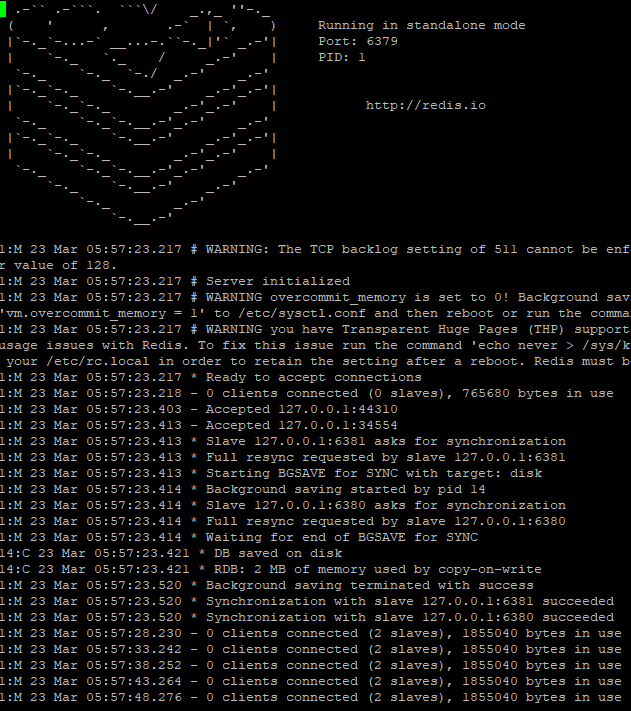 Running in standalone mode
Port: 6379
PID: 1
http://redis.io
1:M 23 Mar 05:57:23.217 # WARNING: The TCP backlog setting of 511 cannot be enf
r value of 128.
1:M 23 Mar 05:57:23.217 # Server initialized
1:M 23 Mar 05:57:23.217 # WARNING overcommit_memory is set to 0! Background sav
'vm.overcommit_memory = 1' to /etc/sysctl.conf and then reboot or run the comma
1:M 23 Mar 05:57:23.217 # WARNING you have Transparent Huge Pages (THP) support
usage issues with Redis. To fix this issue run the command 'echo never > /sys/k
your /etc/rc.local in order to retain the setting after a reboot. Redis must b
1:M 23 Mar 05:57:23.217 * Ready to accept connections
1:M 23 Mar 05:57:23.218 - 0 clients connected (0 slaves), 765680 bytes in use
1:M 23 Mar 05:57:23.403 - Accepted 127.0.0.1:44310
1:M 23 Mar 05:57:23.413 - Accepted 127.0.0.1:34554
1:M 23 Mar 05:57:23.413 * Slave 127.0.0.1:6381 asks for synchronization
1:M 23 Mar 05:57:23.413 * Full resync requested by slave 127.0.0.1:6381
1:M 23 Mar 05:57:23.413 * Starting BGSAVE for SYNC with target: disk
1:M 23 Mar 05:57:23.414 * Background saving started by pid 14
1:M 23 Mar 05:57:23.414 * Slave 127.0.0.1:6380 asks for synchronization
1:M 23 Mar 05:57:23.414 * Full resync requested by slave 127.0.0.1:6380
1:M 23 Mar 05:57:23.414 * Waiting for end of BGSAVE for SYNC
14:C 23 Mar 05:57:23.421 * DB saved on disk
14:C 23 Mar 05:57:23.421 * RDB: 2 MB of memory used by copy-on-write
1:M 23 Mar 05:57:23.520 * Background saving terminated with success
1:M 23 Mar 05:57:23.520 * Synchronization with slave 127.0.0.1:6381 succeeded
1:M 23 Mar 05:57:23.520 * Synchronization with slave 127.0.0.1:6380 succeeded
1:M 23 Mar 05:57:28.230 - 0 clients connected (2 slaves), 1855040 bytes in use
1:M 23 Mar 05:57:33.242 - 0 clients connected (2 slaves), 1855040 bytes in use
1:M 23 Mar 05:57:38.252 - 0 clients connected (2 slaves), 1855040 bytes in use
1:M 23 Mar 05:57:43.264 - 0 clients connected (2 slaves), 1855040 bytes in use
1:M 23 Mar 05:57:48.276 - 0 clients connected (2 slaves), 1855040 bytes in use